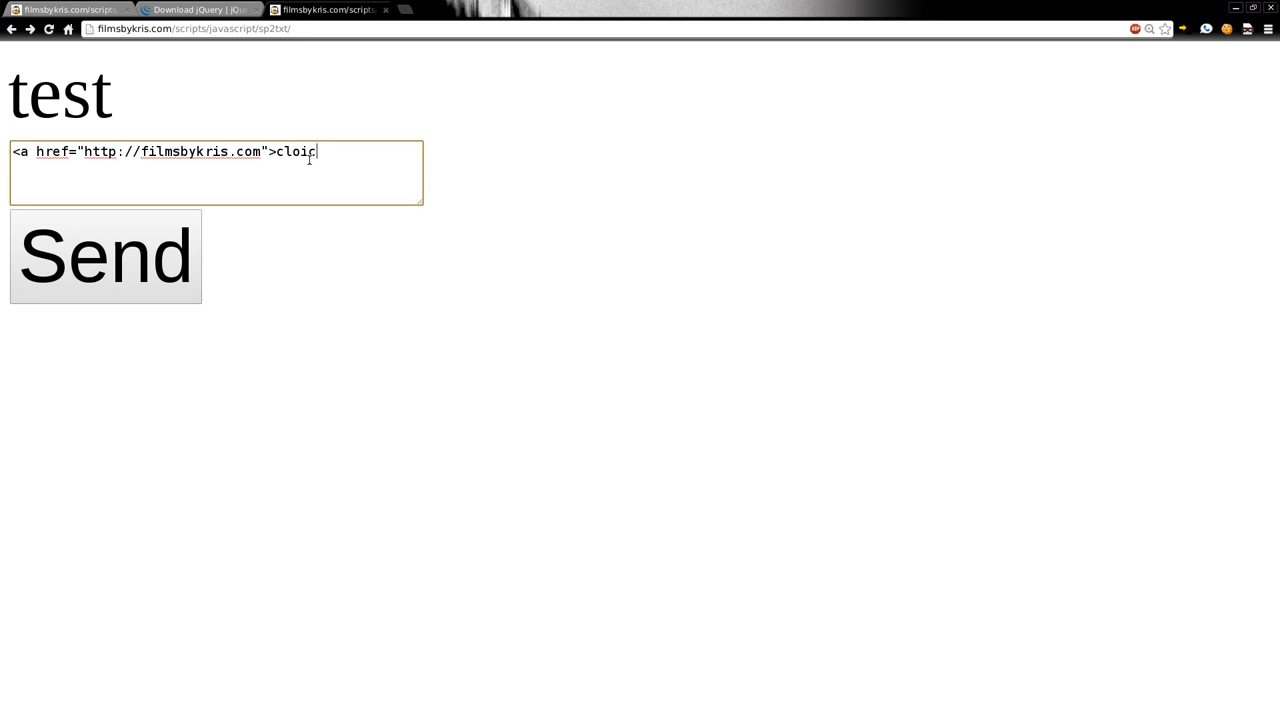 filmsbykris.com/scripts
Download jQuery | jQu
filmsbykris.com/scripts
filmsbykris.com/scripts/javascript/sp2txt/
test
<a href="http://filmsbykris.com">cloic
Send